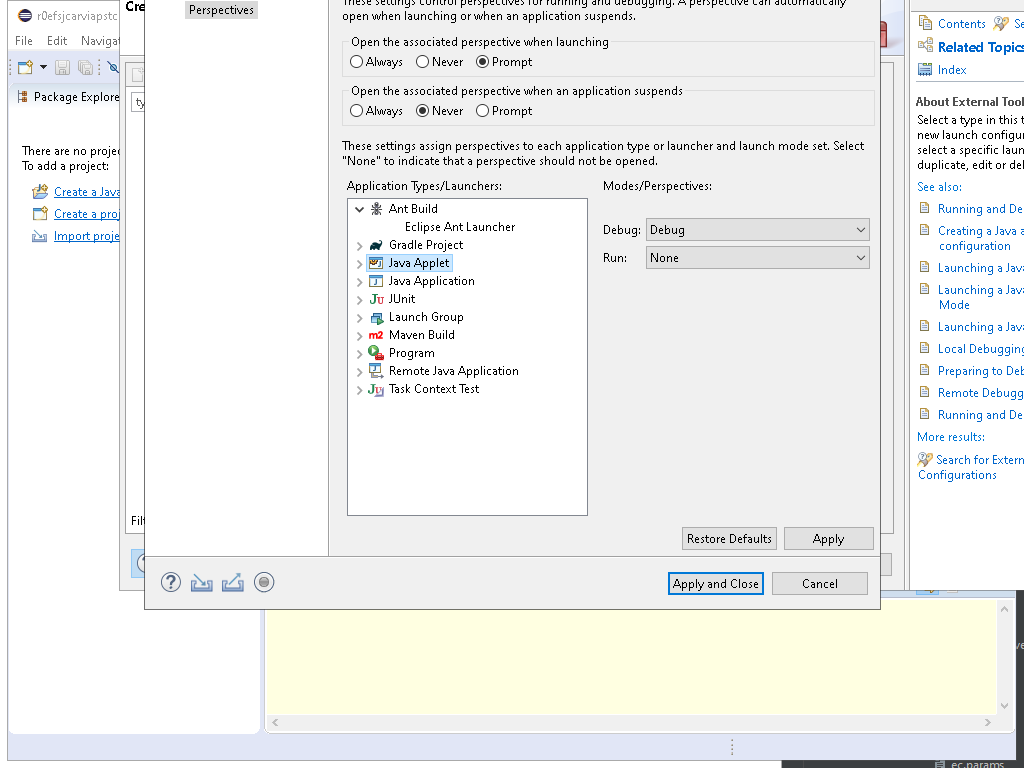 r0efsjcarviapstc
Cre
Perspectives
These settings control perspectives for running and debugging. A perspective can automatically
open when launching or when an application suspends.
File Edit Navigat
Open the associated perspective when launching
Always Never Prompt
Open the associated perspective when an application suspends
Always Never Prompt
Package Explore
ty
There are no projec
To add a project:
Create a Java
Create a proj
Import proje
These settings assign perspectives to each application type or launcher and launch mode set. Select
"None" to indicate that a perspective should not be opened.
Application Types/Launchers:
Modes/Perspectives:
Ant Build
Eclipse Ant Launcher
Gradle Project
Java Applet
Java Application
JUnit
Launch Group
Maven Build
Program
Remote Java Application
Task Context Test
Debug: Debug
Run: None
Filt
Restore Defaults
Apply
Apply and Close
Cancel
Contents
Se
Related Topics
Index
About External Tool
Select a type in this t
new launch configur
select a specific laun
duplicate, edit or del
See also:
Running and De
Creating a Java a
configuration
Launching a Java
Launching a Java
Mode
Launching a Java
Local Debugging
Preparing to Deb
Remote Debugg
Running and De
More results:
Search for Extern
Configurations
ve
ec.params